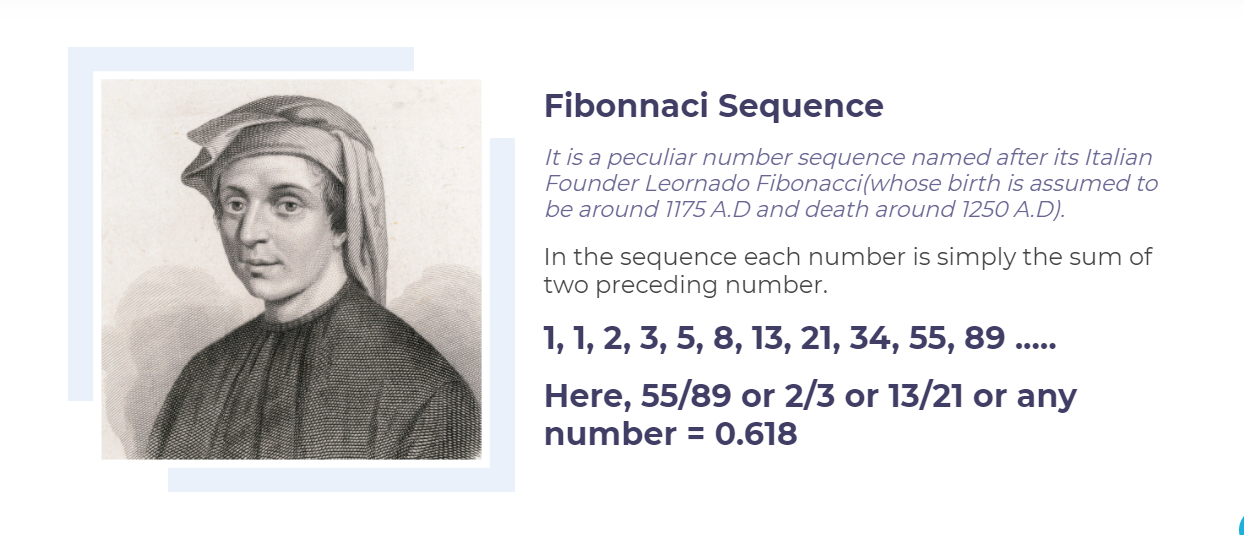 Fibonnaci Sequence
It is a peculiar number sequence named after its Italian
Founder Leornado Fibonacci(whose birth is assumed to
be around 1175 A.D and death around 1250 A.D).
In the sequence each number is simply the sum of
two preceding number.
1, 1, 2, 3, 5, 8, 13, 21, 34, 55, 89 .....
Here, 55/89 or 2/3 or 13/21 or any
number = 0.618